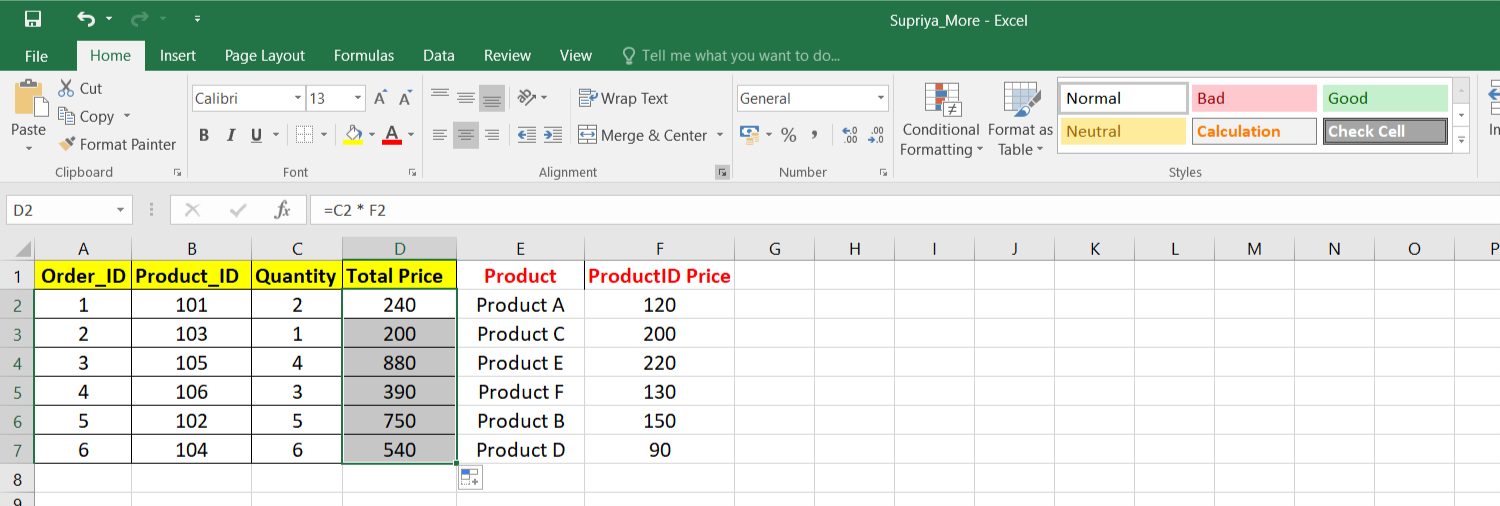 Supriya_More - Excel
File Home Insert Page Layout Formulas Data Review View Tell me what you want to do...
Paste Cut Copy Format Painter
Clipboard
Calibri 13 A A
B I U A
Font
Wrap Text
Merge & Center
Alignment
General
% , .0 .00 .00 .0
Number
Conditional Formatting
Format as Table
Normal Bad Good
Neutral Calculation Check Cell
Styles
In
D2 fx =C2 * F2
A B C D E F G H I J K L M N O P
1 Order_ID Product_ID Quantity Total Price Product ProductID Price
2 1 101 2 240 Product A 120
3 2 103 1 200 Product C 200
4 3 105 4 880 Product E 220
5 4 106 3 390 Product F 130
6 5 102 5 750 Product B 150
7 6 104 6 540 Product D 90
8
9